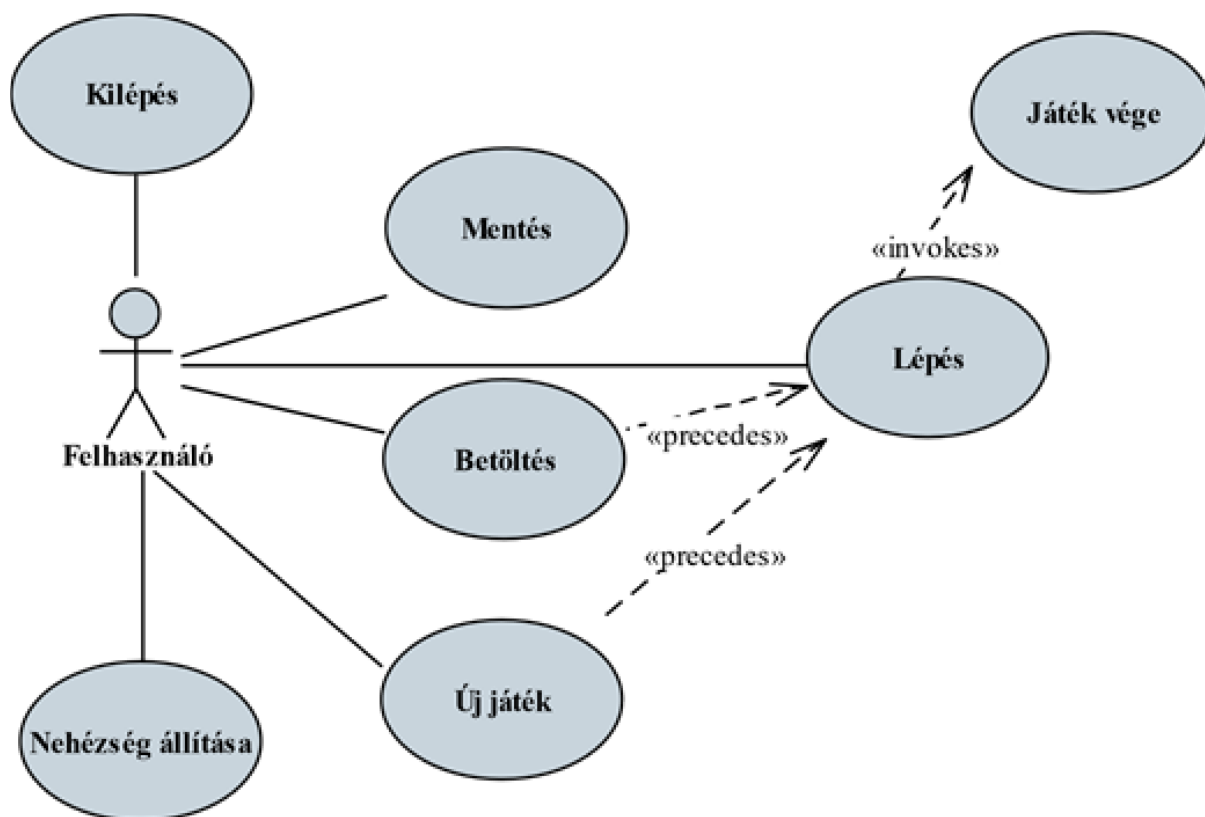 Kilépés
Játék vége
Mentés
«invokes»
Lépés
Felhasználó
Betöltés
«precedes»
«precedes»
Új játék
Nehézség állítása